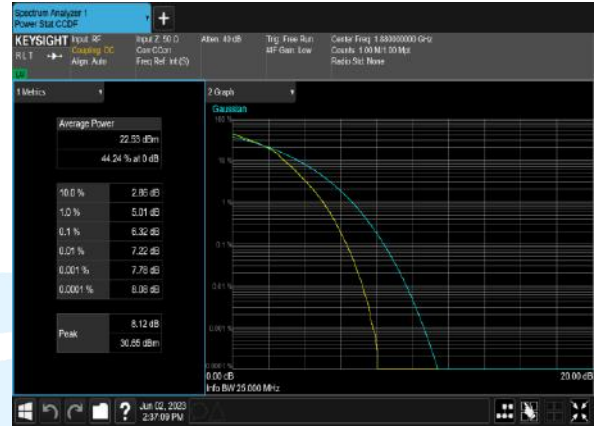 Spectrum Analyzer 1
Power Stat CCDF
KEYSIGHT
Input: RF
Coupling: DC
Align: Auto
Input Z: 50 Ω
Corr CCorr
Freq Ref: Int (S)
Atten: 40 dB
Trig: Free Run
#IF Gain: Low
Center Freq: 1.880000000 GHz
Counts: 1.00 M/1.00 Mpt
Radio Std: None
RLT
1 Metrics
2 Graph
Average Power
22.53 dBm
44.24 % at 0 dB
10.0 % 2.86 dB
1.0 % 5.01 dB
0.1 % 6.32 dB
0.01 % 7.22 dB
0.001 % 7.78 dB
0.0001 % 8.08 dB
Peak
8.12 dB
30.65 dBm
Gaussian
100 %
10 %
1 %
0.1 %
0.01 %
0.001 %
0.0001 %
0.00 dB
20.00 dB
Info BW 25.000 MHz
Jun 02, 2023
2:37:09 PM